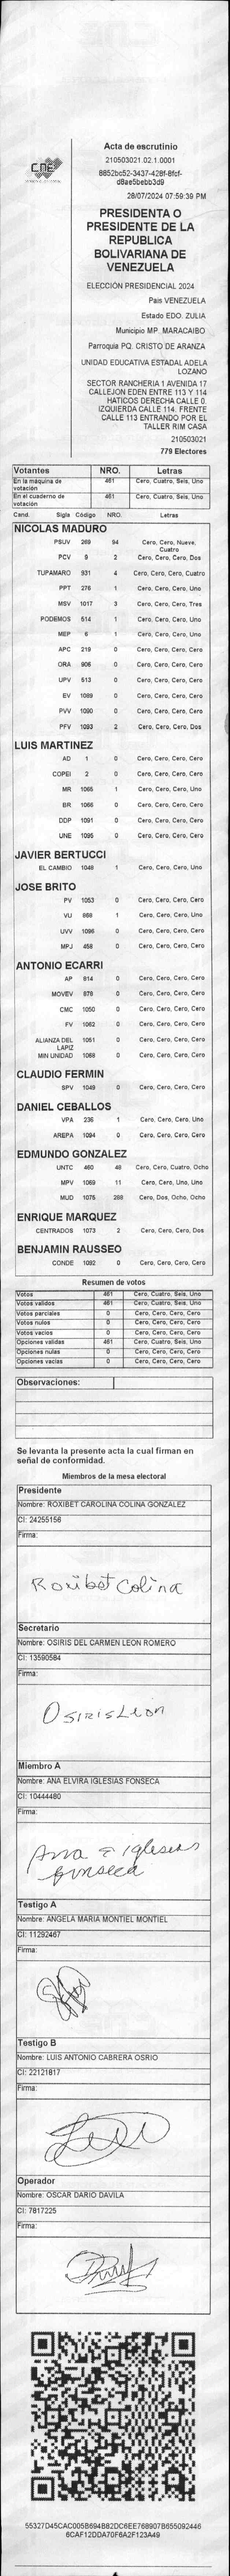 Acta de escrutinio
210503021.02.1.0001
8852bc52-3437-428f-8fcf-
d8ae5bebb3d9
28/07/2024 07:59:39 PM
PRESIDENTA O
PRESIDENTE DE LA
REPUBLICA
BOLIVARIANA DE
VENEZUELA
ELECCIÓN PRESIDENCIAL 2024
CNE
Pais VENEZUELA
Estado EDO. ZULIA
Municipio MP. MARACAIBO
Parroquia PQ. CRISTO DE ARANZA
UNIDAD EDUCATIVA ESTADAL ADELA
LOZANO
SECTOR RANCHERIA 1 AVENIDA 17
CALLEJON EDEN ENTRE 113 Y 114
HATICOS DERECHA CALLE 0.
IZQUIERDA CALLE 114. FRENTE
CALLE 113 ENTRANDO POR EL
TALLER RIM CASA
210503021
779 Electores
Votantes NRO. Letras
En la máquina de votación 461 Cero, Cuatro, Seis, Uno
En el cuaderno de votación 461 Cero, Cuatro, Seis, Uno
Cand. Sigla Código NRO. Letras
NICOLAS MADURO
PSUV 269 94 Cero, Cero, Nueve, Cuatro
PCV 9 2 Cero, Cero, Cero, Dos
TUPAMARO 931 4 Cero, Cero, Cero, Cuatro
PPT 276 1 Cero, Cero, Cero, Uno
MSV 1017 3 Cero, Cero, Cero, Tres
PODEMOS 514 1 Cero, Cero, Cero, Uno
MEP 6 1 Cero, Cero, Cero, Uno
APC 219 0 Cero, Cero, Cero, Cero
ORA 906 0 Cero, Cero, Cero, Cero
UPV 513 0 Cero, Cero, Cero, Cero
EV 1089 0 Cero, Cero, Cero, Cero
PVV 1090 0 Cero, Cero, Cero, Cero
PFV 1093 2 Cero, Cero, Cero, Dos
LUIS MARTINEZ
AD 1 0 Cero, Cero, Cero, Cero
COPEI 2 0 Cero, Cero, Cero, Cero
MR 1065 1 Cero, Cero, Cero, Uno
BR 1066 0 Cero, Cero, Cero, Cero
DDP 1091 0 Cero, Cero, Cero, Cero
UNE 1095 0 Cero, Cero, Cero, Cero
JAVIER BERTUCCI
EL CAMBIO 1048 1 Cero, Cero, Cero, Uno
JOSE BRITO
PV 1053 0 Cero, Cero, Cero, Cero
VU 869 1 Cero, Cero, Cero, Uno
UVV 1096 0 Cero, Cero, Cero, Cero
MPJ 458 0 Cero, Cero, Cero, Cero
ANTONIO ECARRI
AP 814 0 Cero, Cero, Cero, Cero
MOVEV 878 0 Cero, Cero, Cero, Cero
CMC 1050 0 Cero, Cero, Cero, Cero
FV 1062 0 Cero, Cero, Cero, Cero
ALIANZA DEL LAPIZ 1051 0 Cero, Cero, Cero, Cero
MIN UNIDAD 1068 0 Cero, Cero, Cero, Cero
CLAUDIO FERMIN
SPV 1049 0 Cero, Cero, Cero, Cero
DANIEL CEBALLOS
VPA 236 1 Cero, Cero, Cero, Uno
AREPA 1094 0 Cero, Cero, Cero, Cero
EDMUNDO GONZALEZ
UNTC 460 48 Cero, Cero, Cuatro, Ocho
MPV 1069 11 Cero, Cero, Uno, Uno
MUD 1075 288 Cero, Dos, Ocho, Ocho
ENRIQUE MARQUEZ
CENTRADOS 1073 2 Cero, Cero, Cero, Dos
BENJAMIN RAUSSEO
CONDE 1092 0 Cero, Cero, Cero, Cero
Resumen de votos
Votos 461 Cero, Cuatro, Seis, Uno
Votos validos 461 Cero, Cuatro, Seis, Uno
Votos parciales 0 Cero, Cero, Cero, Cero
Votos nulos 0 Cero, Cero, Cero, Cero
Votos vacios 0 Cero, Cero, Cero, Cero
Opciones validas 461 Cero, Cuatro, Seis, Uno
Opciones nulas 0 Cero, Cero, Cero, Cero
Opciones vacias 0 Cero, Cero, Cero, Cero
Observaciones:
Se levanta la presente acta la cual firman en
señal de conformidad.
Miembros de la mesa electoral
Presidente
Nombre: ROXIBET CAROLINA COLINA GONZALEZ
CI: 24255156
Firma:
Roxibet Colina
Secretario
Nombre: OSIRIS DEL CARMEN LEON ROMERO
CI: 13590584
Firma:
Osiris Leon
Miembro A
Nombre: ANA ELVIRA IGLESIAS FONSECA
CI: 10444480
Firma:
Ana E Iglesias
Fonseca
Testigo A
Nombre: ANGELA MARIA MONTIEL MONTIEL
CI: 11292467
Firma:
Testigo B
Nombre: LUIS ANTONIO CABRERA OSRIO
CI: 22121817
Firma:
Operador
Nombre: OSCAR DARIO DAVILA
CI: 7817225
Firma:
55327D45CAC005B694B82DC6EE768907B655092446
6CAF12DDA70F6A2F123A49